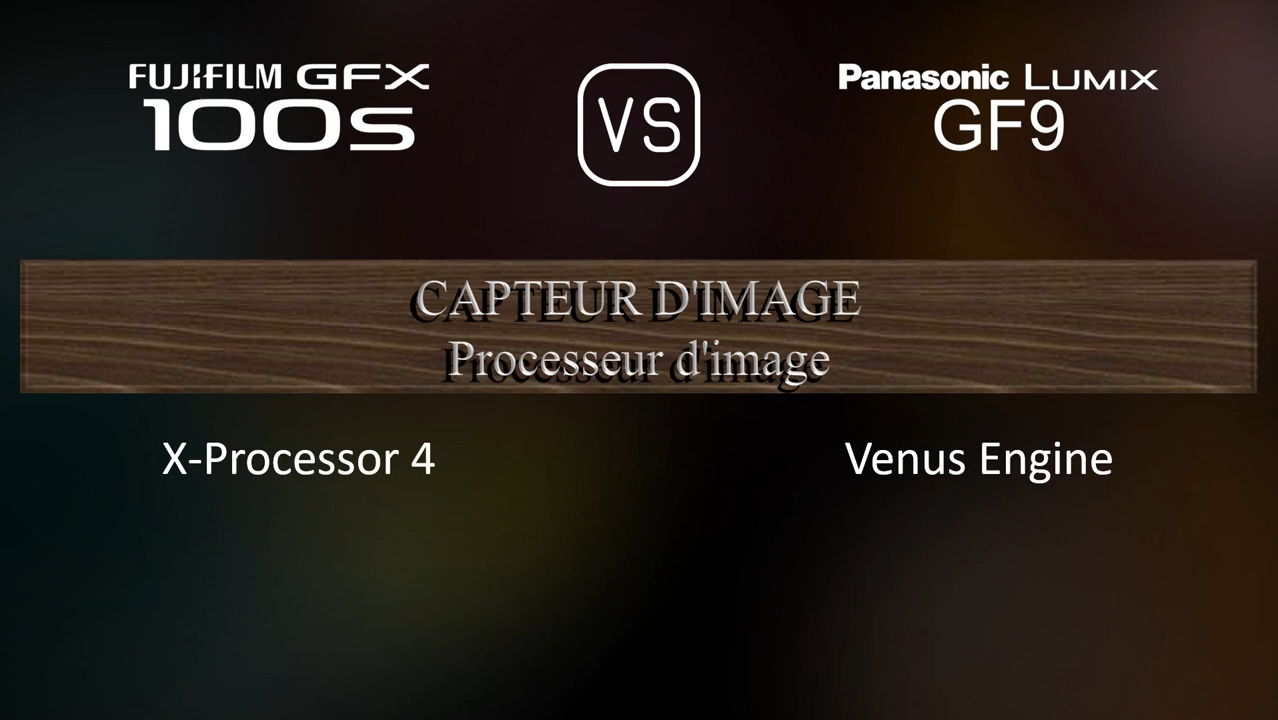 FUJIFILM GFX
100S
VS
Panasonic LUMIX
GF9
CAPTEUR D'IMAGE
Processeur d'image
X-Processor 4
Venus Engine